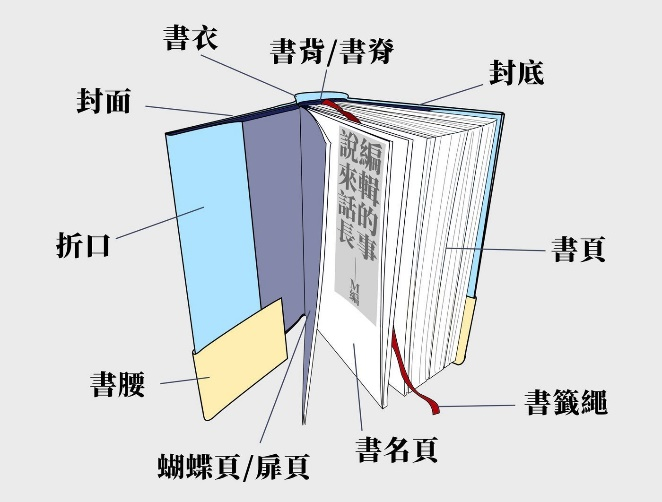 書衣
書背/書脊
封底
封面
折口
書頁
書腰
書籤繩
蝴蝶頁/扉頁
書名頁
編輯的事
說來話長
—M編